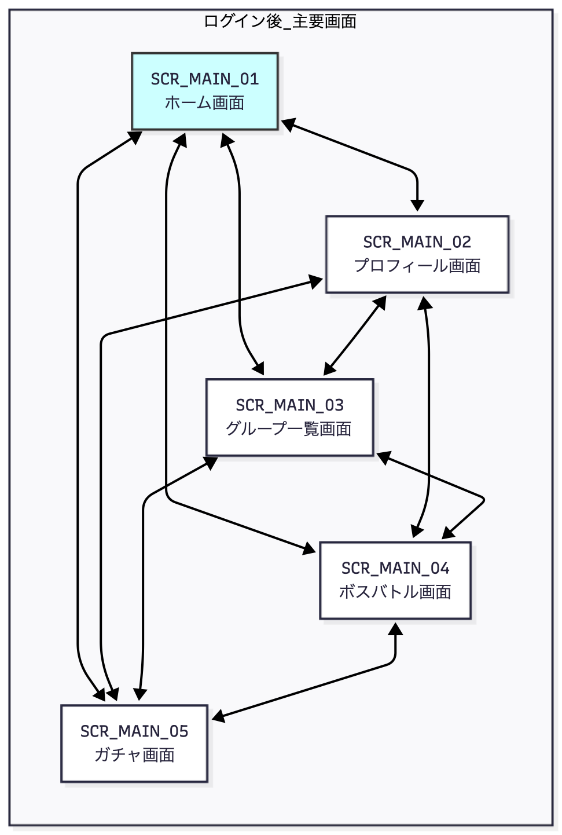 ログイン後_主要画面
SCR_MAIN_01
ホーム画面
SCR_MAIN_02
プロフィール画面
SCR_MAIN_03
グループ一覧画面
SCR_MAIN_04
ボスバトル画面
SCR_MAIN_05
ガチャ画面